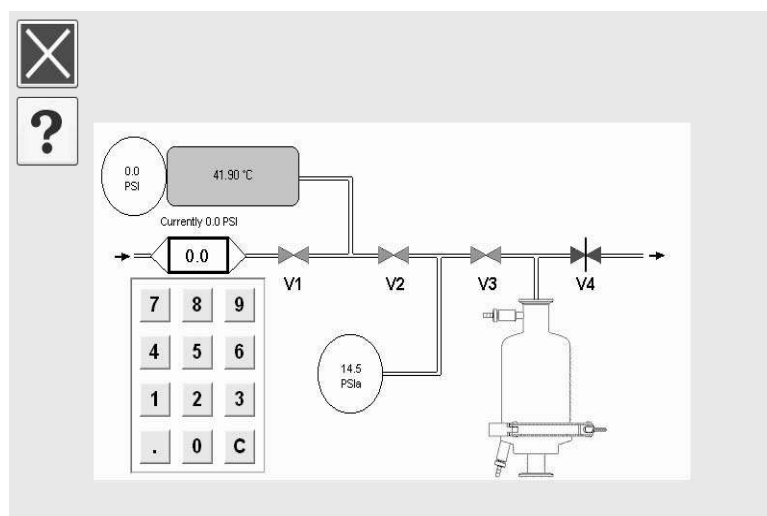 ?
0.0
PSI
41.90 °C
Currently 0.0 PSI
0.0
V1 V2 V3 V4
7 8 9
4 5 6
1 2 3
. 0 C
14.5
PSIa